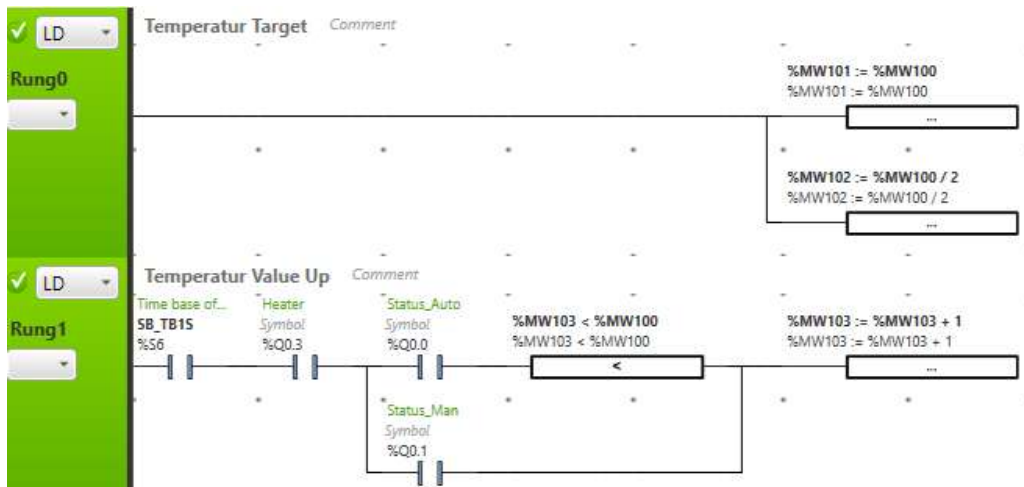 LD
Temperatur Target Comment
Rung0
%MW101 := %MW100
%MW101 := %MW100
...
%MW102 := %MW100 / 2
%MW102 := %MW100 / 2
...
LD
Temperatur Value Up Comment
Rung1
Time base of... Heater Status_Auto
SB_TB1S Symbol Symbol %MW103 < %MW100 %MW103 := %MW103 + 1
%S6 %Q0.3 %Q0.0 %MW103 < %MW100 %MW103 := %MW103 + 1
< ...
Status_Man
Symbol
%Q0.1